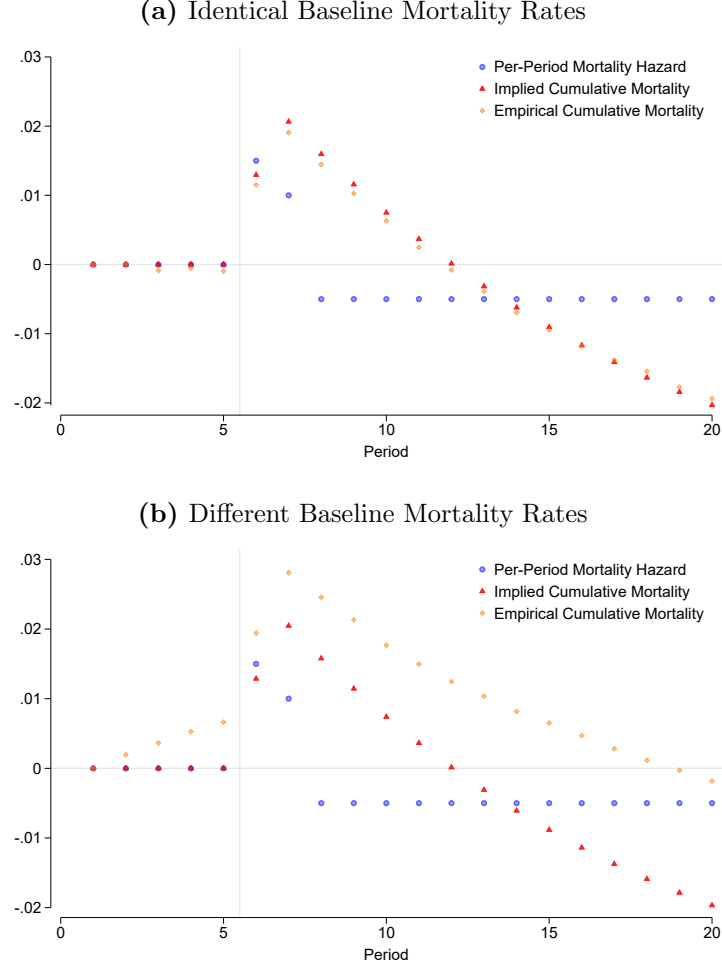 (a) Identical Baseline Mortality Rates
.03
.02
.01
0
-.01
-.02
0 5 10 15 20
Period
Per-Period Mortality Hazard
Implied Cumulative Mortality
Empirical Cumulative Mortality
(b) Different Baseline Mortality Rates
.03
.02
.01
0
-.01
-.02
0 5 10 15 20
Period
Per-Period Mortality Hazard
Implied Cumulative Mortality
Empirical Cumulative Mortality